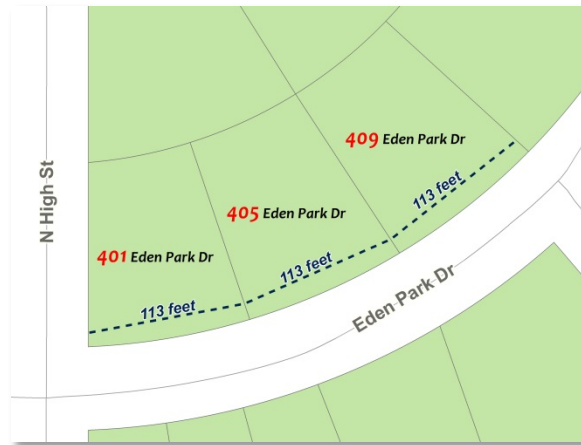 N High St
409 Eden Park Dr
405 Eden Park Dr
401 Eden Park Dr
113 feet
113 feet
113 feet
Eden Park Dr